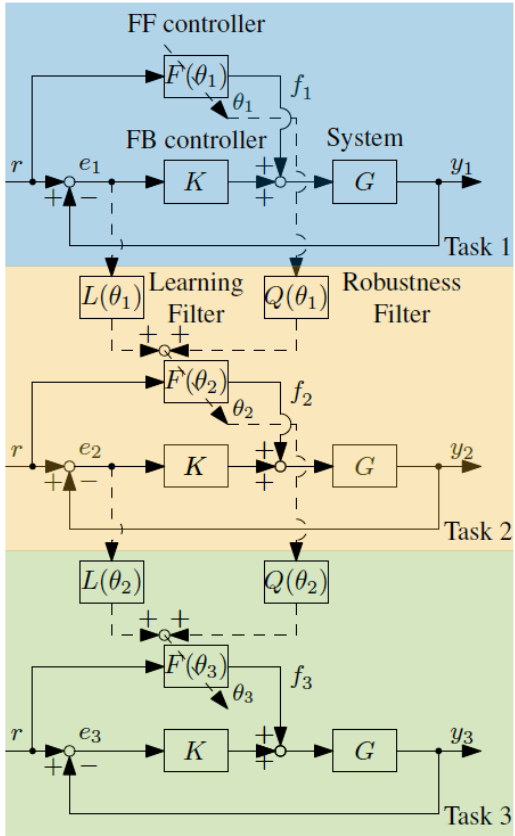 FF controller
F(θ₁)
θ₁
f₁
FB controller
System
r
e₁
K
G
y₁
+
−
+
+
Task 1
L(θ₁)
Learning
Filter
Q(θ₁)
Robustness
Filter
+ +
F(θ₂)
θ₂
f₂
r
e₂
K
G
y₂
+
−
+
+
Task 2
L(θ₂)
Q(θ₂)
+ +
F(θ₃)
θ₃
f₃
r
e₃
K
G
y₃
+
−
+
+
Task 3